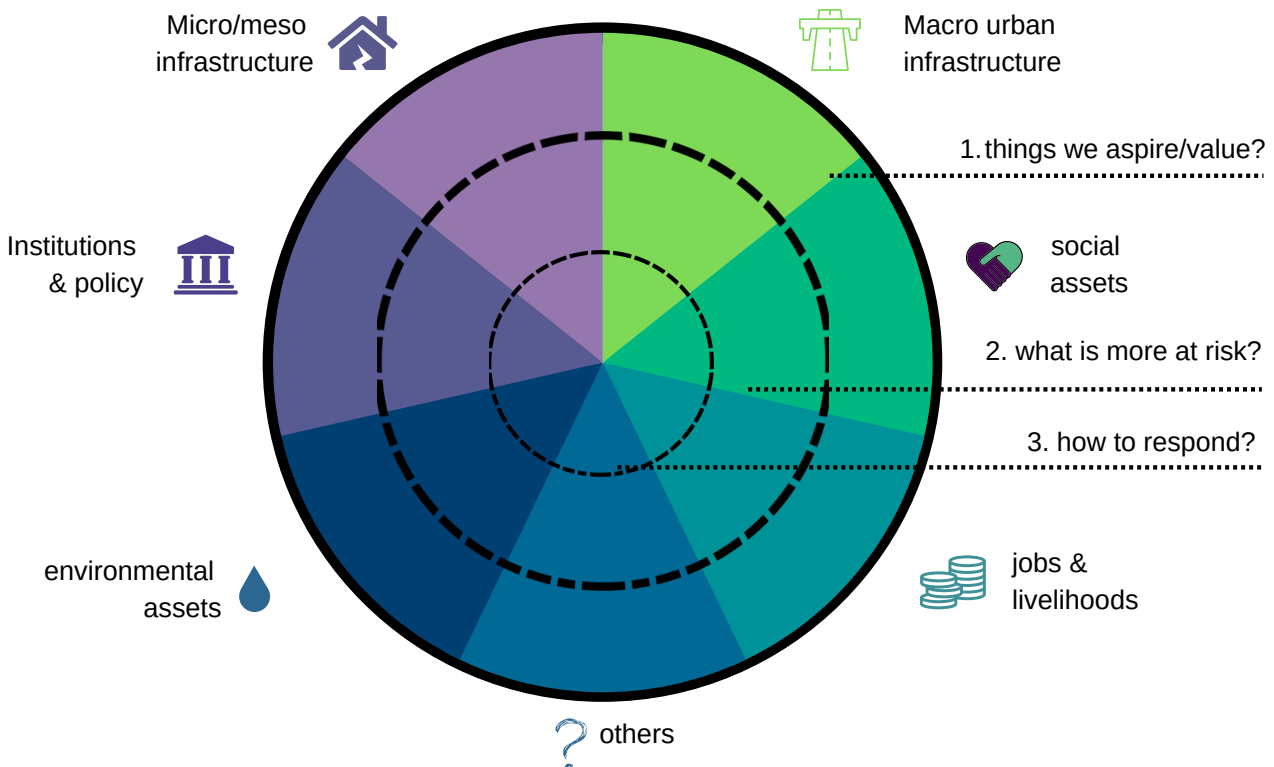 Micro/meso
infrastructure
Macro urban
infrastructure
1. things we aspire/value?
Institutions
& policy
social
assets
2. what is more at risk?
3. how to respond?
environmental
assets
jobs &
livelihoods
? others